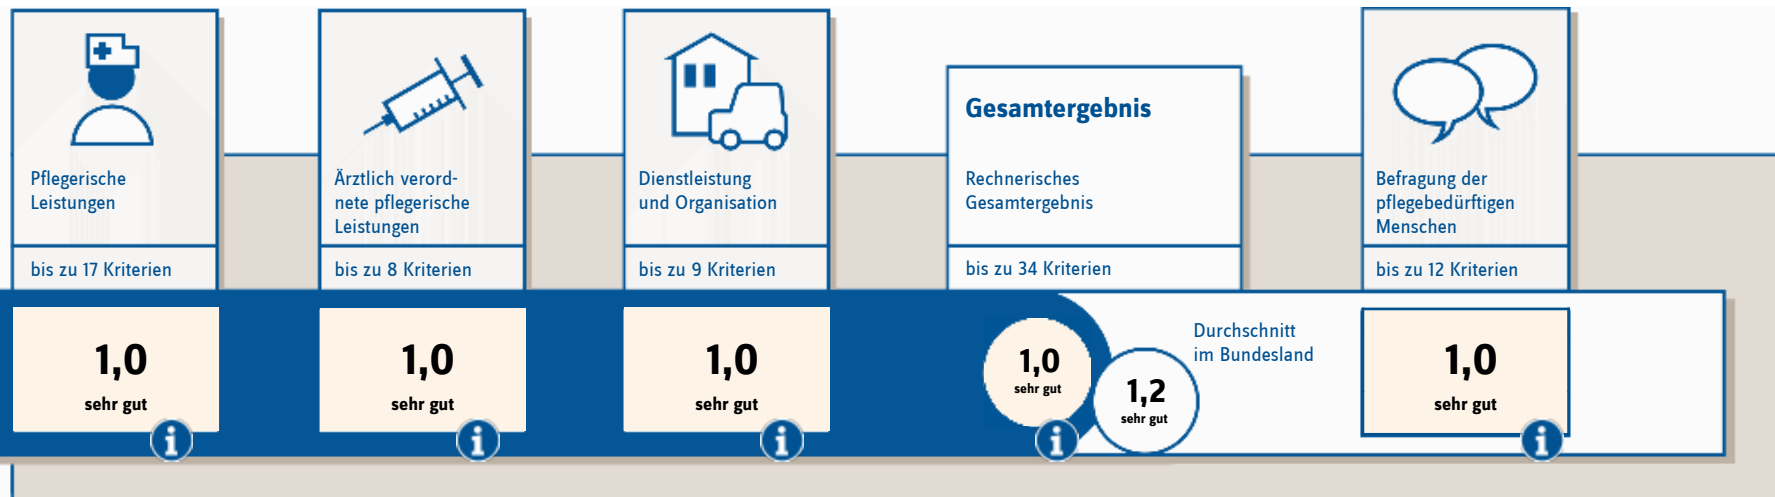 Pflegerische
Leistungen
bis zu 17 Kriterien
1,0
sehr gut
Ärztlich verord-
nete pflegerische
Leistungen
bis zu 8 Kriterien
1,0
sehr gut
Dienstleistung
und Organisation
bis zu 9 Kriterien
1,0
sehr gut
Gesamtergebnis
Rechnerisches
Gesamtergebnis
bis zu 34 Kriterien
1,0
sehr gut
1,2
sehr gut
Durchschnitt
im Bundesland
Befragung der
pflegebedürftigen
Menschen
bis zu 12 Kriterien
1,0
sehr gut